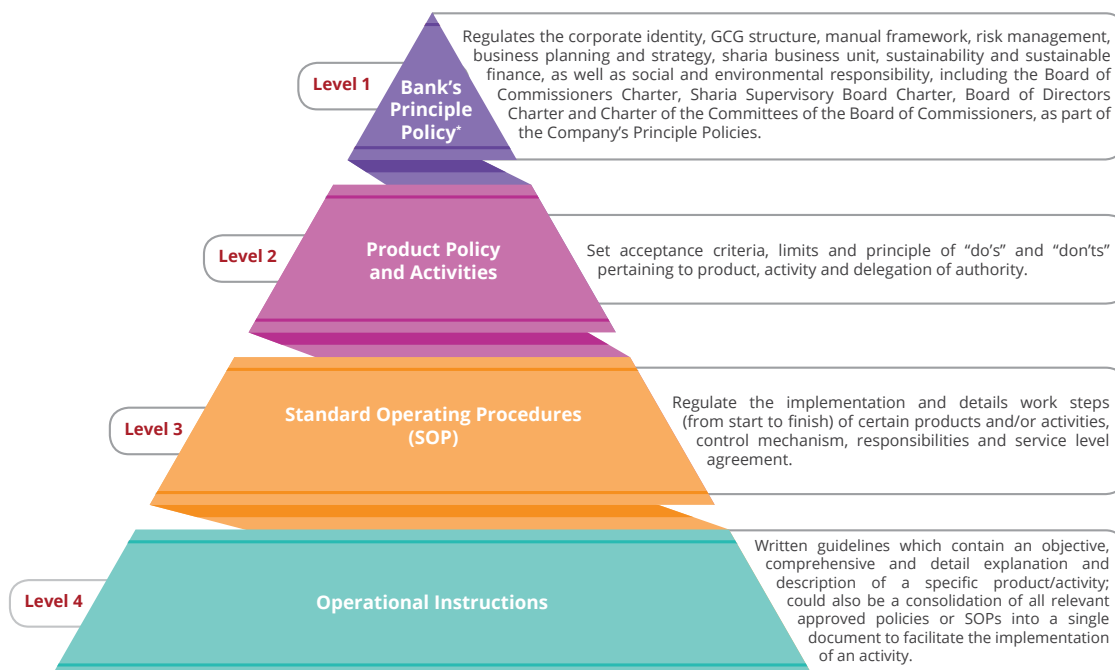 Level 1
Bank's
Principle
Policy*
Regulates the corporate identity, GCG structure, manual framework, risk management,
business planning and strategy, sharia business unit, sustainability and sustainable
finance, as well as social and environmental responsibility, including the Board of
Commissioners Charter, Sharia Supervisory Board Charter, Board of Directors
Charter and Charter of the Committees of the Board of Commissioners, as part of
the Company's Principle Policies.
Level 2
Product Policy
and Activities
Set acceptance criteria, limits and principle of “do's” and “don'ts”
pertaining to product, activity and delegation of authority.
Level 3
Standard Operating Procedures
(SOP)
Regulate the implementation and details work steps
(from start to finish) of certain products and/or activities,
control mechanism, responsibilities and service level
agreement.
Level 4
Operational Instructions
Written guidelines which contain an objective,
comprehensive and detail explanation and
description of a specific product/activity;
could also be a consolidation of all relevant
approved policies or SOPs into a single
document to facilitate the implementation
of an activity.